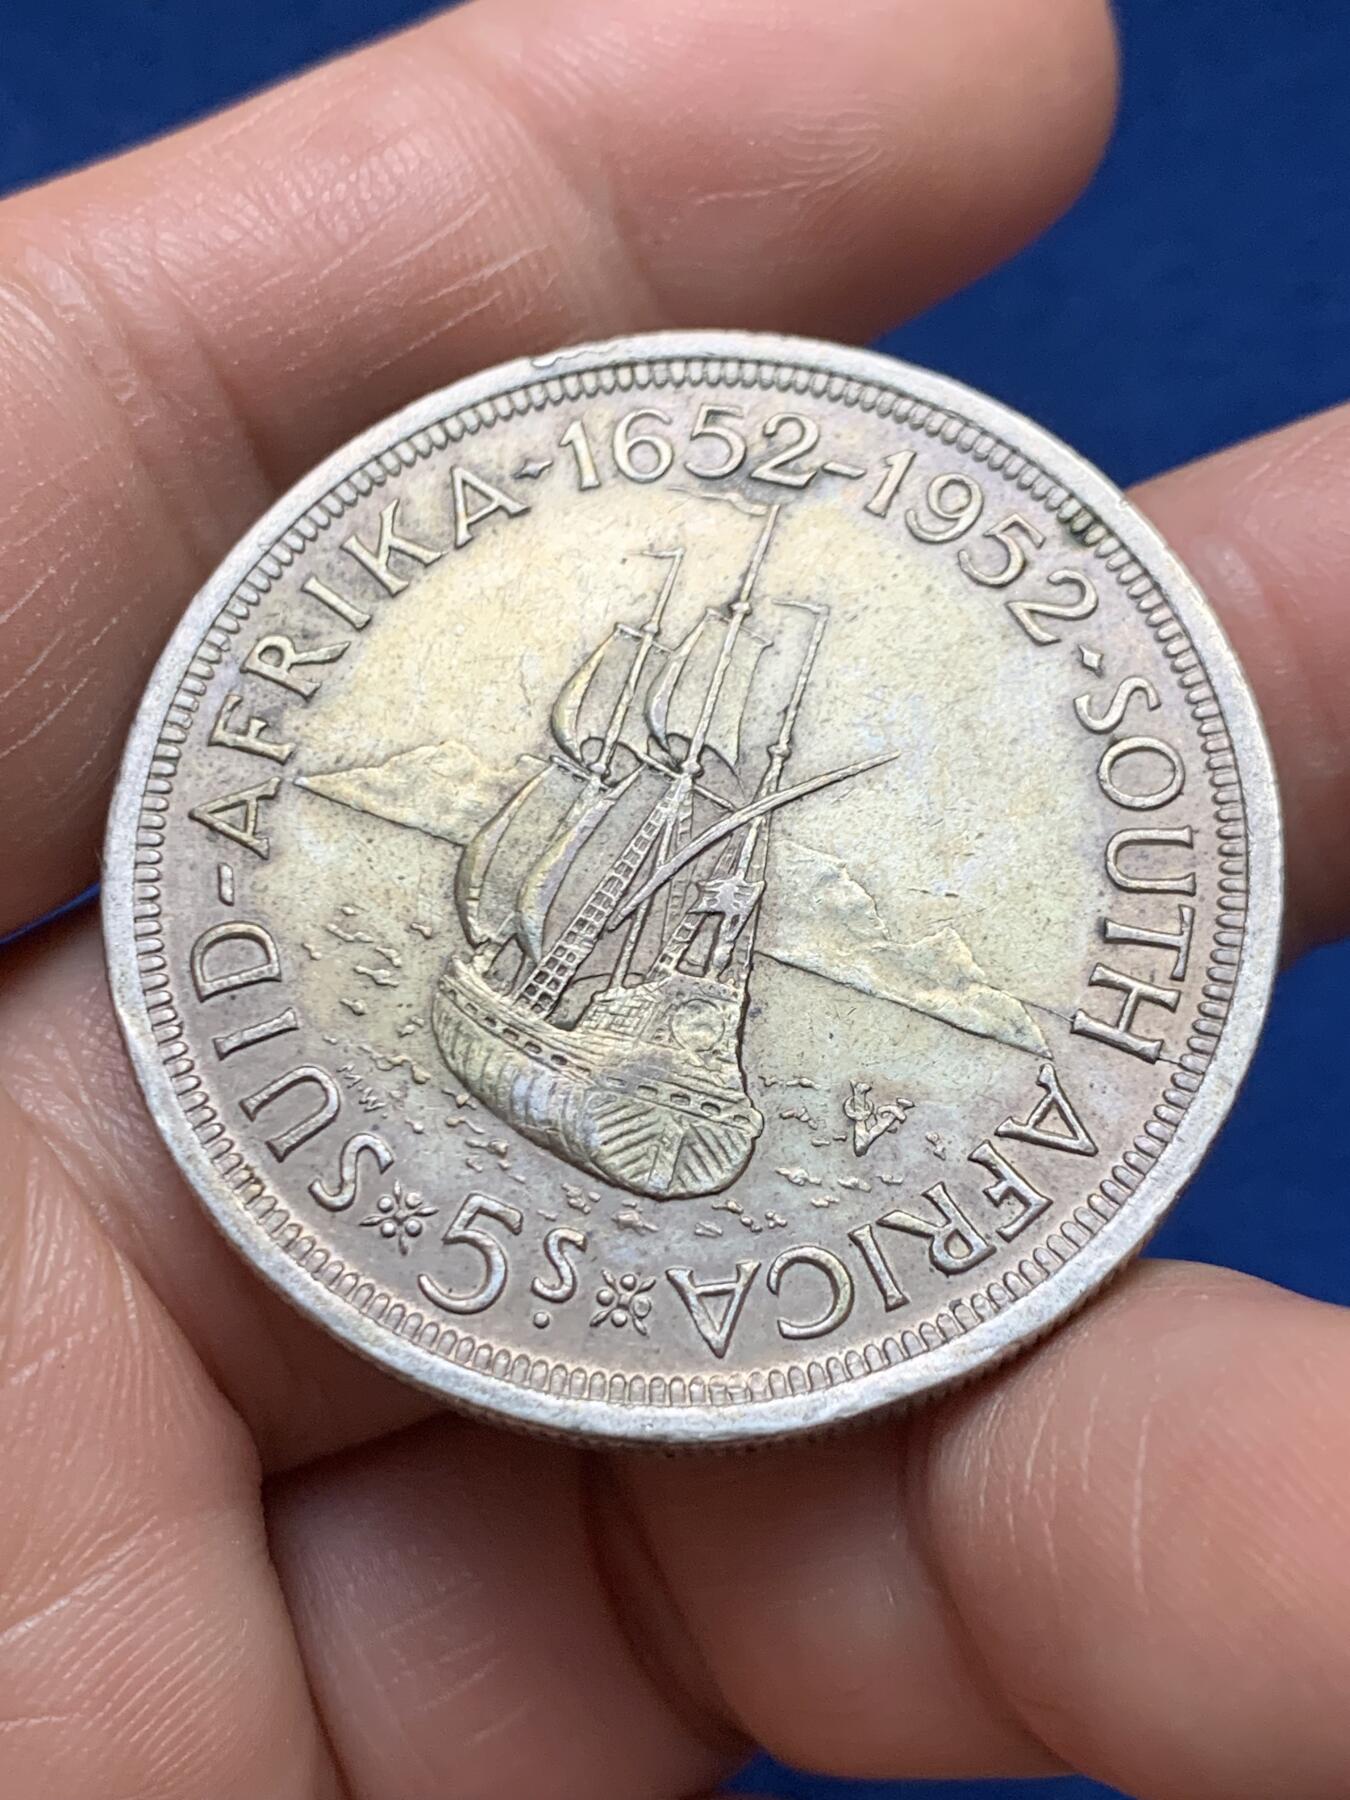 SUID-AFRIKA · 1652-1952 · SOUTH AFRICA
5s.
M.W.